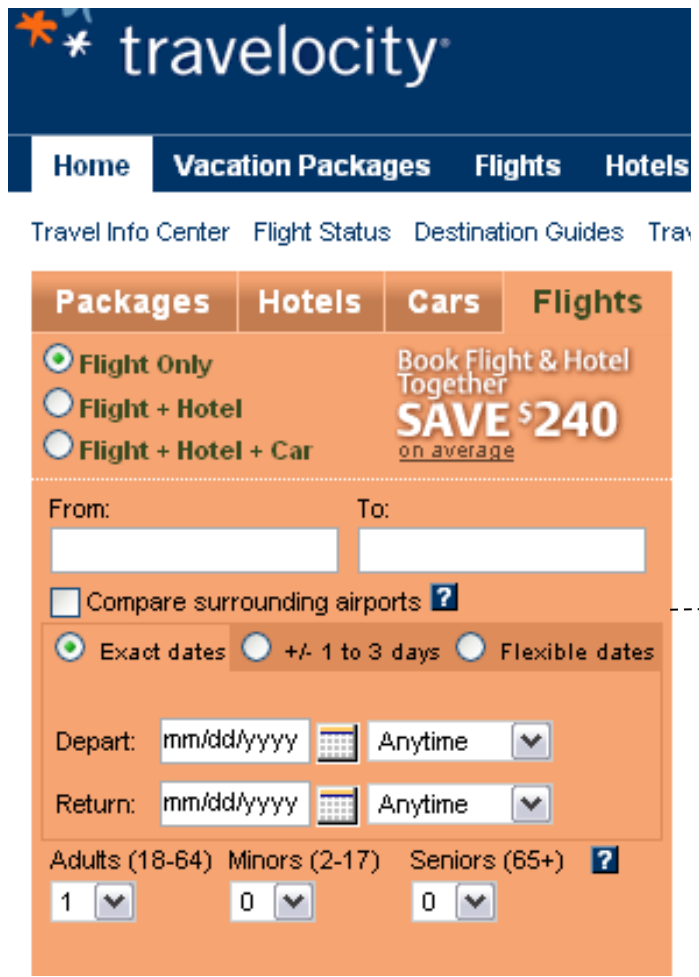 travelocity
Home Vacation Packages Flights Hotels
Travel Info Center Flight Status Destination Guides
Packages Hotels Cars Flights
Flight Only
Flight + Hotel
Flight + Hotel + Car
Book Flight & Hotel
Together
SAVE $240
on average
From: To:
Compare surrounding airports ?
Exact dates +/- 1 to 3 days Flexible dates
Depart: mm/dd/yyyy Anytime
Return: mm/dd/yyyy Anytime
Adults (18-64) Minors (2-17) Seniors (65+) ?
1 0 0